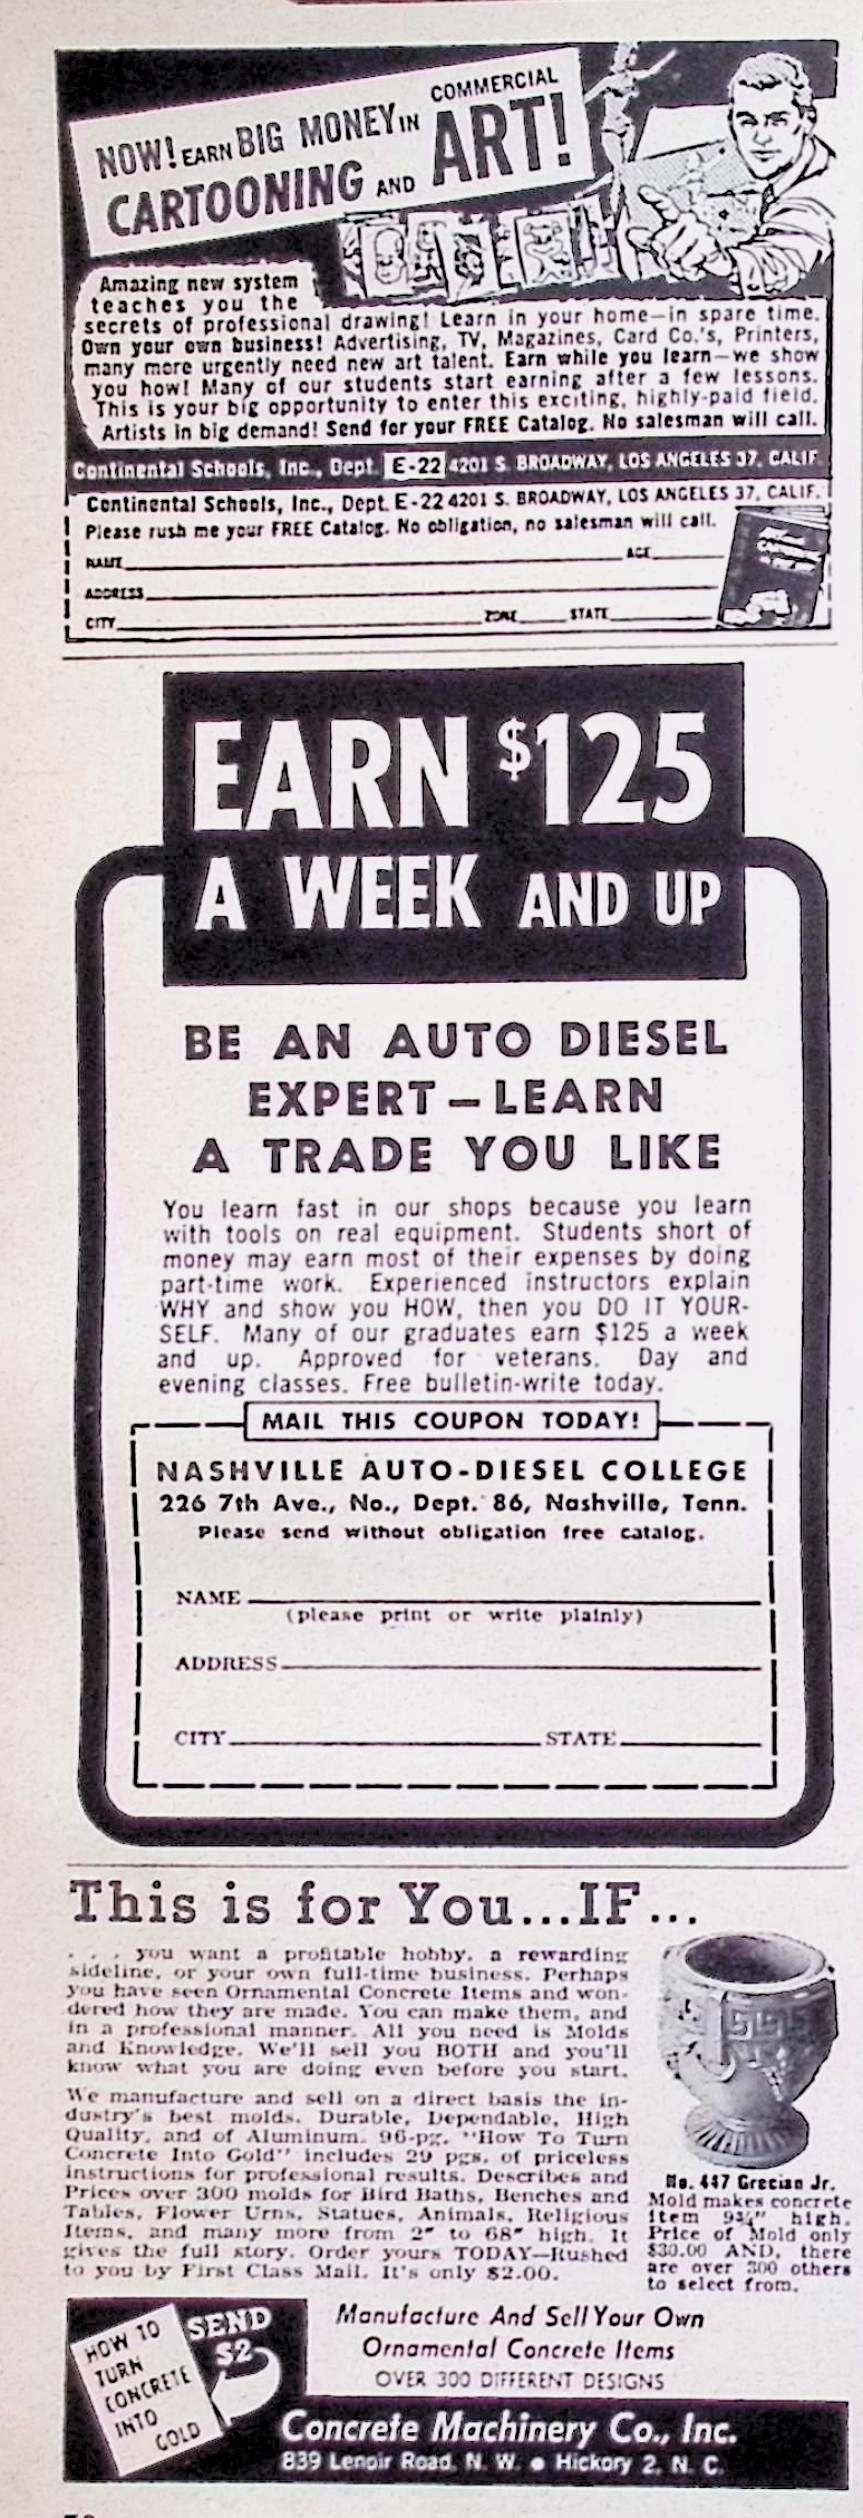 NOW! EARN BIG MONEY IN
CARTOONING AND
COMMERCIAL
ART!
Amazing new system
teaches you the
secrets of professional drawing! Learn in your home—in spare time.
Own your own business! Advertising, TV, Magazines, Card Co.'s, Printers,
many more urgently need new art talent. Earn while you learn—we show
you how! Many of our students start earning after a few lessons.
This is your big opportunity to enter this exciting, highly-paid field.
Artists in big demand! Send for your FREE Catalog. No salesman will call.
Continental Schools, Inc., Dept. E-22 4201 S. BROADWAY, LOS ANGELES 37, CALIF.
Continental Schools, Inc., Dept. E-22 4201 S. BROADWAY, LOS ANGELES 37, CALIF.
Please rush me your FREE Catalog. No obligation, no salesman will call.
NAME AGE
ADDRESS
CITY ZONE STATE
EARN $125
A WEEK AND UP
BE AN AUTO DIESEL
EXPERT—LEARN
A TRADE YOU LIKE
You learn fast in our shops because you learn
with tools on real equipment. Students short of
money may earn most of their expenses by doing
part-time work. Experienced instructors explain
WHY and show you HOW, then you DO IT YOUR-
SELF. Many of our graduates earn $125 a week
and up. Approved for veterans. Day and
evening classes. Free bulletin-write today.
MAIL THIS COUPON TODAY!
NASHVILLE AUTO-DIESEL COLLEGE
226 7th Ave., No., Dept. 86, Nashville, Tenn.
Please send without obligation free catalog.
NAME
(please print or write plainly)
ADDRESS
CITY STATE
This is for You...IF...
. . . you want a profitable hobby, a rewarding
sideline, or your own full-time business. Perhaps
you have seen Ornamental Concrete Items and won-
dered how they are made. You can make them, and
in a professional manner. All you need is Molds
and Knowledge. We'll sell you BOTH and you'll
know what you are doing even before you start.
We manufacture and sell on a direct basis the in-
dustry's best molds. Durable, Dependable, High
Quality, and of Aluminum. 96-pg. "How To Turn
Concrete Into Gold" includes 29 pgs. of priceless
instructions for professional results. Describes and
Prices over 300 molds for Bird Baths, Benches and
Tables, Flower Urns, Statues, Animals, Religious
Items, and many more from 2" to 68" high. It
gives the full story. Order yours TODAY—Rushed
to you by First Class Mail. It's only $2.00.
No. 447 Grecian Jr.
Mold makes concrete
item 9¾" high.
Price of Mold only
$30.00 AND, there
are over 300 others
to select from.
HOW TO
TURN
CONCRETE
INTO
GOLD
SEND
$2
Manufacture And Sell Your Own
Ornamental Concrete Items
OVER 300 DIFFERENT DESIGNS
Concrete Machinery Co., Inc.
839 Lenoir Road, N. W. • Hickory 2, N. C.